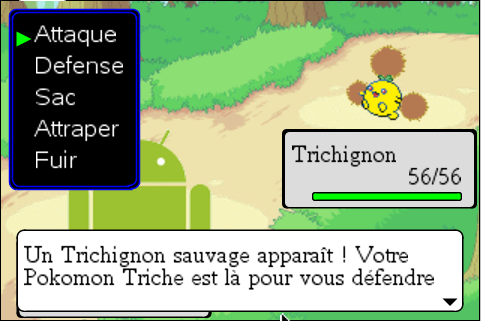 Attaque
Defense
Sac
Attraper
Fuir
Trichignon
56/56
Un Trichignon sauvage apparaît ! Votre
Pokomon Triche est là pour vous défendre